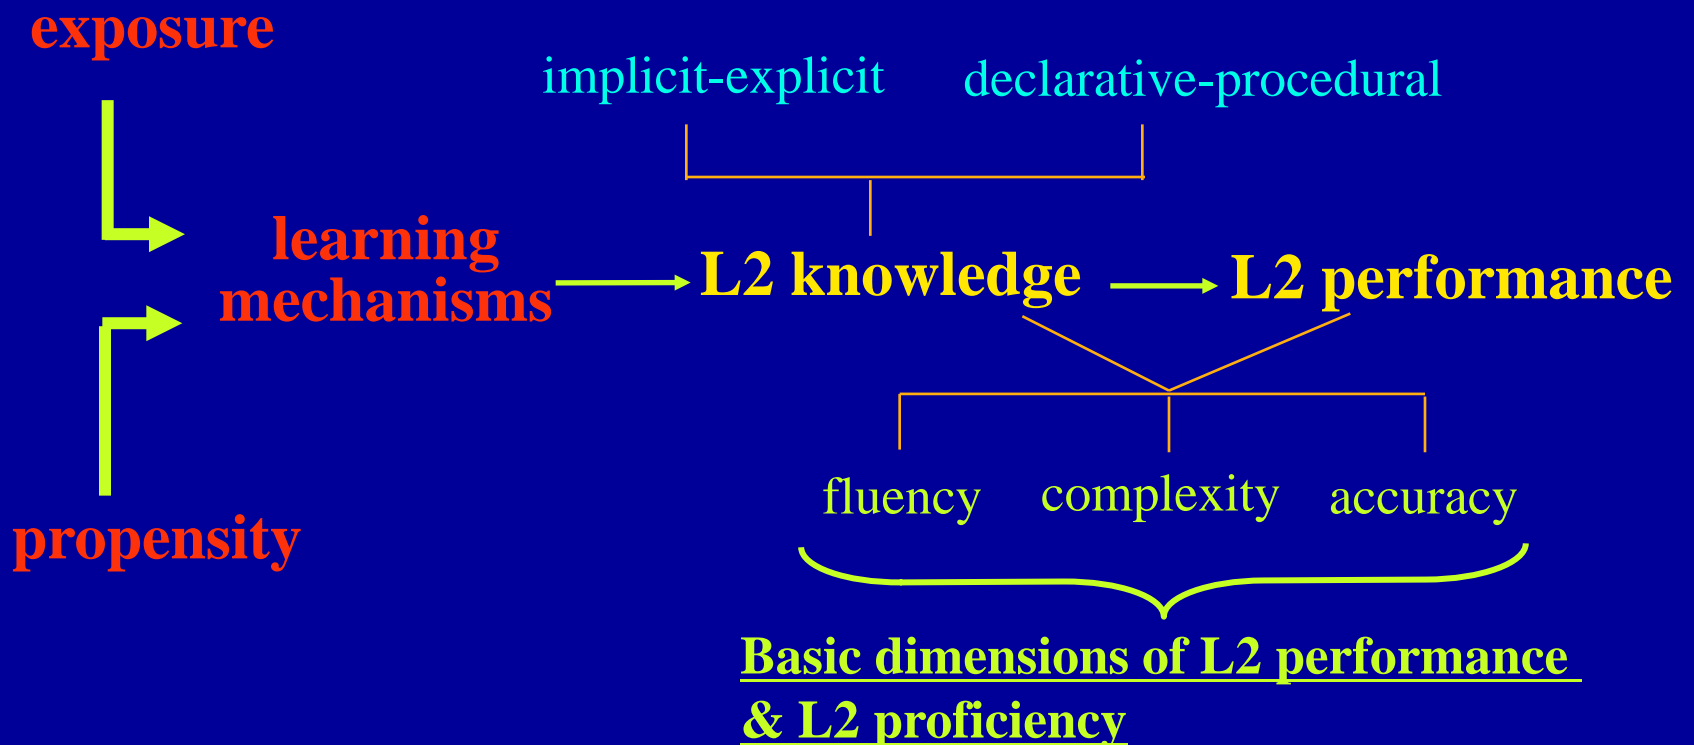 exposure
implicit-explicit
declarative-procedural
learning
mechanisms
L2 knowledge
L2 performance
fluency
complexity
accuracy
propensity
Basic dimensions of L2 performance
& L2 proficiency